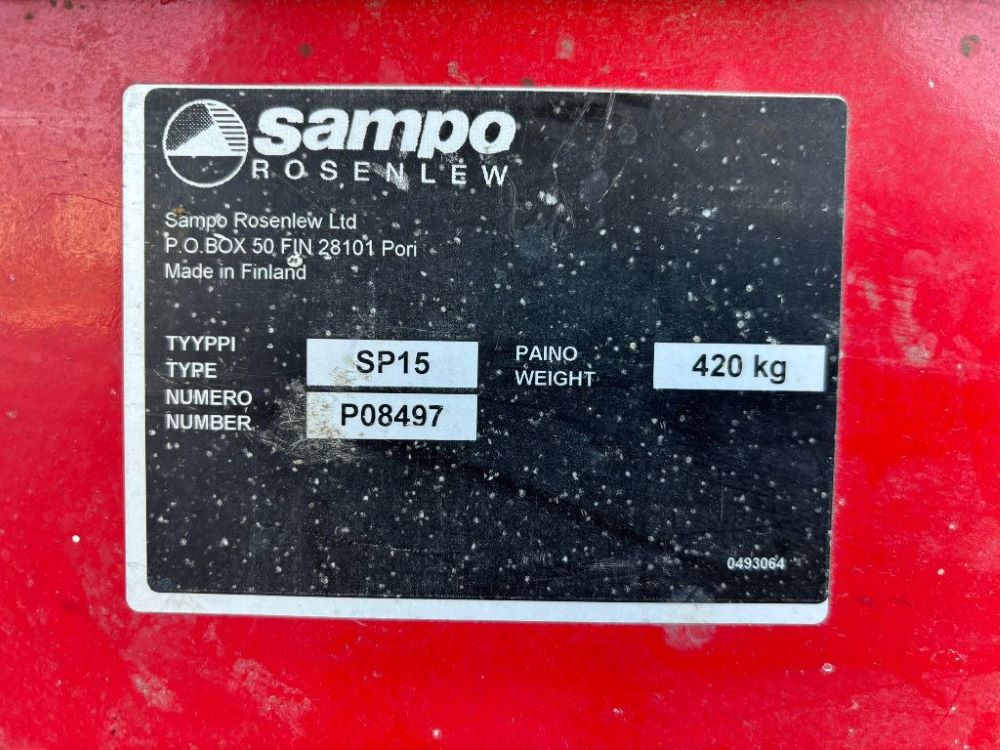 sampo
ROSENLEW
Sampo Rosenlew Ltd
P.O.BOX 50 FIN 28101 Pori
Made in Finland
TYYPPI
TYPE
SP15
NUMERO
NUMBER
P08497
PAINO
WEIGHT
420 kg
0493064